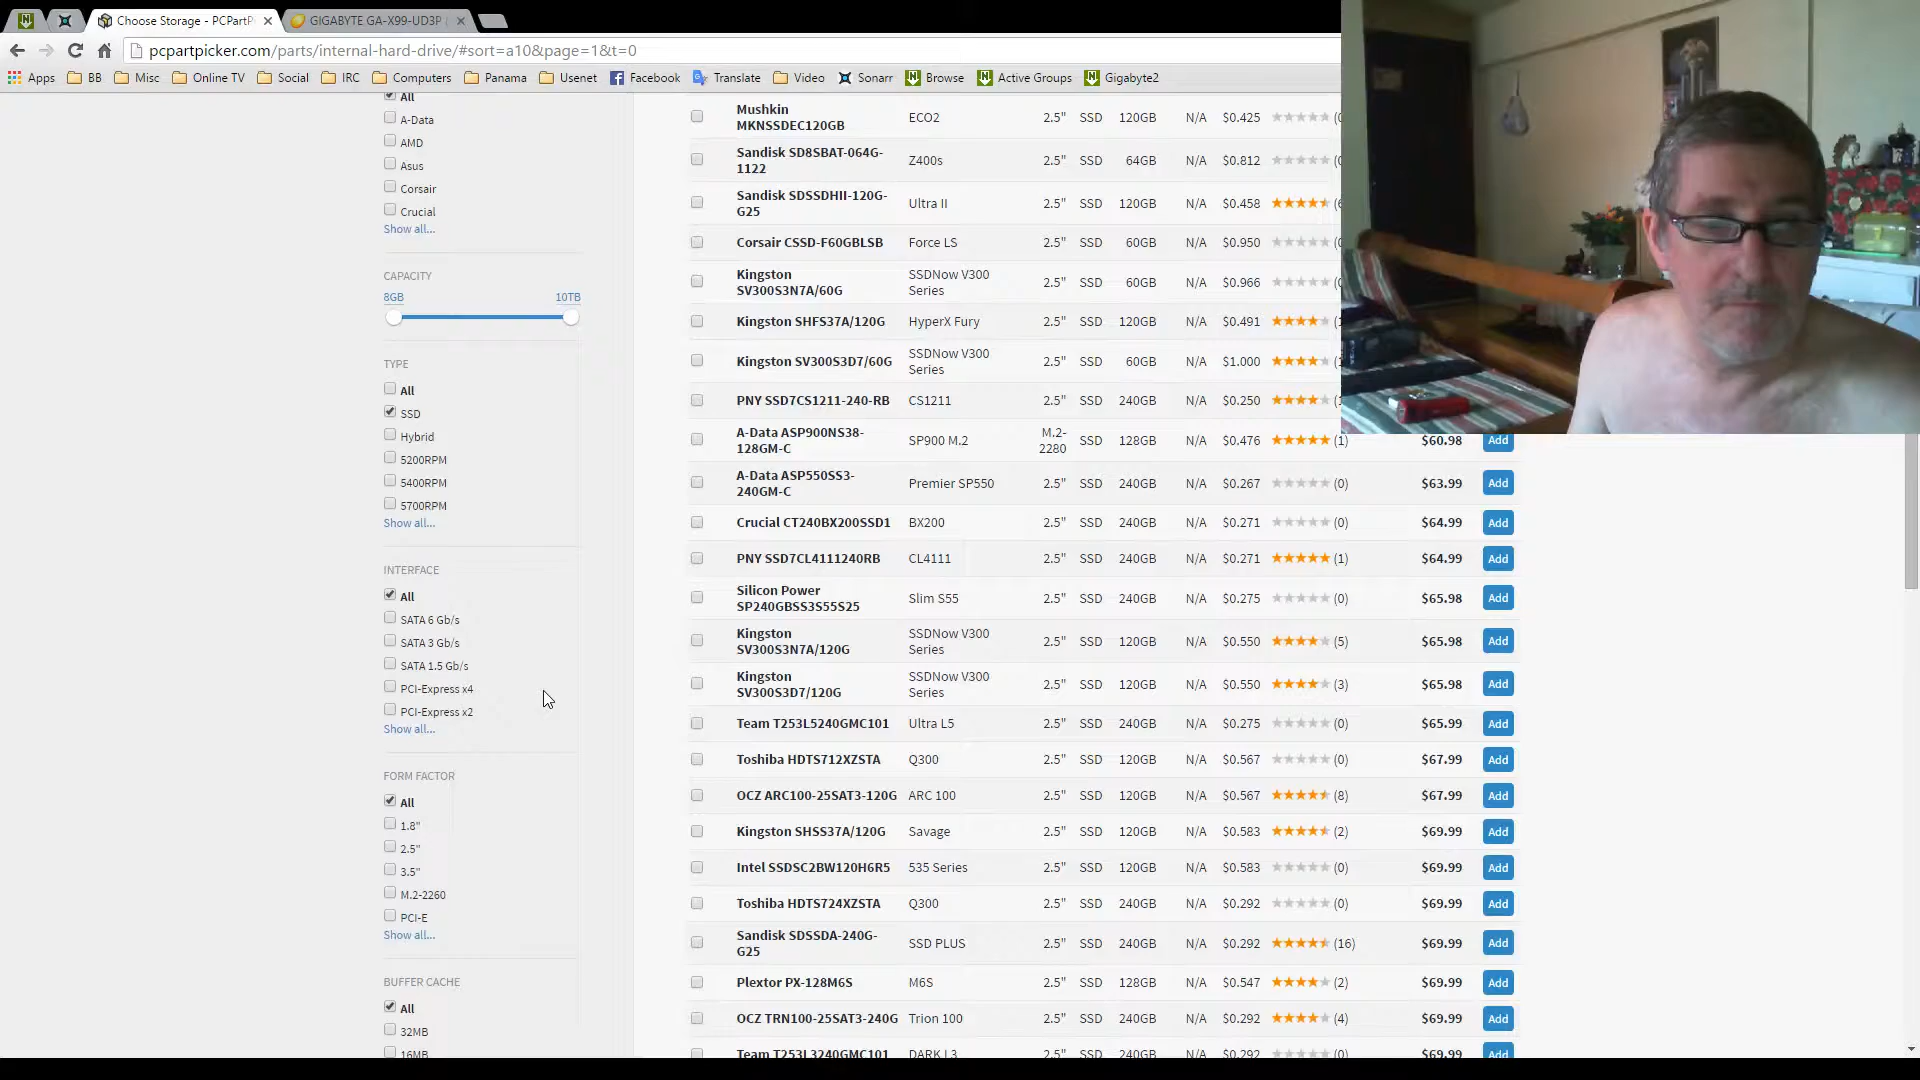 Choose Storage - PCPartP
GIGABYTE GA-X99-UD3P
pcpartpicker.com/parts/internal-hard-drive/#sort=a10&page=1&t=0
Apps BB Misc Online TV Social IRC Computers Panama Usenet Facebook Translate Video Sonarr Browse Active Groups Gigabyte2
All
A-Data
AMD
Asus
Corsair
Crucial
Show all...
CAPACITY
8GB 10TB
TYPE
All
SSD
Hybrid
5200RPM
5400RPM
5700RPM
Show all...
INTERFACE
All
SATA 6 Gb/s
SATA 3 Gb/s
SATA 1.5 Gb/s
PCI-Express x4
PCI-Express x2
Show all...
FORM FACTOR
All
1.8"
2.5"
3.5"
M.2-2260
PCI-E
Show all...
BUFFER CACHE
All
32MB
16MB
Mushkin
MKNSSDEC120GB ECO2 2.5" SSD 120GB N/A $0.425
Sandisk SD8SBAT-064G-
1122 Z400s 2.5" SSD 64GB N/A $0.812
Sandisk SDSSDHII-120G-
G25 Ultra II 2.5" SSD 120GB N/A $0.458
Corsair CSSD-F60GBLSB Force LS 2.5" SSD 60GB N/A $0.950
Kingston SSDNow V300
SV300S3N7A/60G Series 2.5" SSD 60GB N/A $0.966
Kingston SHFS37A/120G HyperX Fury 2.5" SSD 120GB N/A $0.491
SSDNow V300
Kingston SV300S3D7/60G Series 2.5" SSD 60GB N/A $1.000
PNY SSD7CS1211-240-RB CS1211 2.5" SSD 240GB N/A $0.250
A-Data ASP900NS38- M.2-
128GM-C SP900 M.2 2280 SSD 128GB N/A $0.476 (1) $60.98 Add
A-Data ASP550SS3-
240GM-C Premier SP550 2.5" SSD 240GB N/A $0.267 (0) $63.99 Add
Crucial CT240BX200SSD1 BX200 2.5" SSD 240GB N/A $0.271 (0) $64.99 Add
PNY SSD7CL4111240RB CL4111 2.5" SSD 240GB N/A $0.271 (1) $64.99 Add
Silicon Power
SP240GBSS3S55S25 Slim S55 2.5" SSD 240GB N/A $0.275 (0) $65.98 Add
Kingston SSDNow V300
SV300S3N7A/120G Series 2.5" SSD 120GB N/A $0.550 (5) $65.98 Add
Kingston SSDNow V300
SV300S3D7/120G Series 2.5" SSD 120GB N/A $0.550 (3) $65.98 Add
Team T253L5240GMC101 Ultra L5 2.5" SSD 240GB N/A $0.275 (0) $65.99 Add
Toshiba HDTS712XZSTA Q300 2.5" SSD 120GB N/A $0.567 (0) $67.99 Add
OCZ ARC100-25SAT3-120G ARC 100 2.5" SSD 120GB N/A $0.567 (8) $67.99 Add
Kingston SHSS37A/120G Savage 2.5" SSD 120GB N/A $0.583 (2) $69.99 Add
Intel SSDSC2BW120H6R5 535 Series 2.5" SSD 120GB N/A $0.583 (0) $69.99 Add
Toshiba HDTS724XZSTA Q300 2.5" SSD 240GB N/A $0.292 (0) $69.99 Add
Sandisk SDSSDA-240G-
G25 SSD PLUS 2.5" SSD 240GB N/A $0.292 (16) $69.99 Add
Plextor PX-128M6S M6S 2.5" SSD 128GB N/A $0.547 (2) $69.99 Add
OCZ TRN100-25SAT3-240G Trion 100 2.5" SSD 240GB N/A $0.292 (4) $69.99 Add
Team T253L3240GMC101 DARK L3 2.5" SSD 240GB N/A $0.292 (0) $69.99 Add